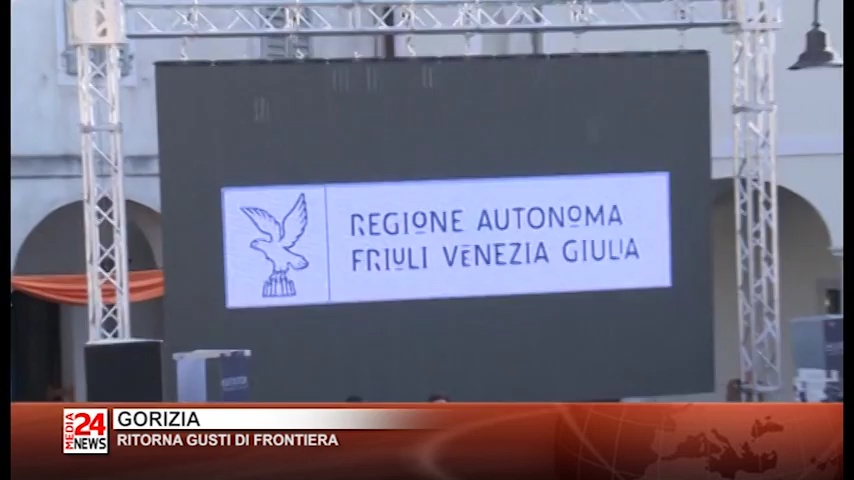 REGIONE AUTONOMA
FRIULI VENEZIA GIULIA
MEDIA
24
NEWS
GORIZIA
RITORNA GUSTI DI FRONTIERA